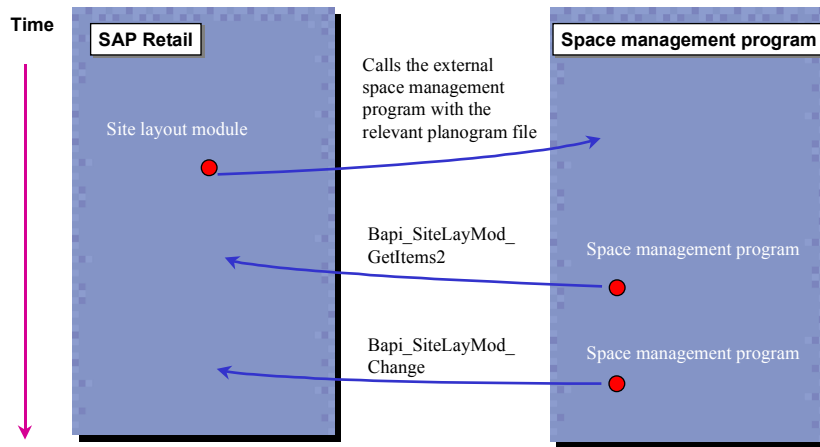 Time
SAP Retail
Space management program
Calls the external
space management
program with the
relevant planogram file
Site layout module
Bapi_SiteLayMod_
GetItems2
Space management program
Bapi_SiteLayMod_
Change
Space management program